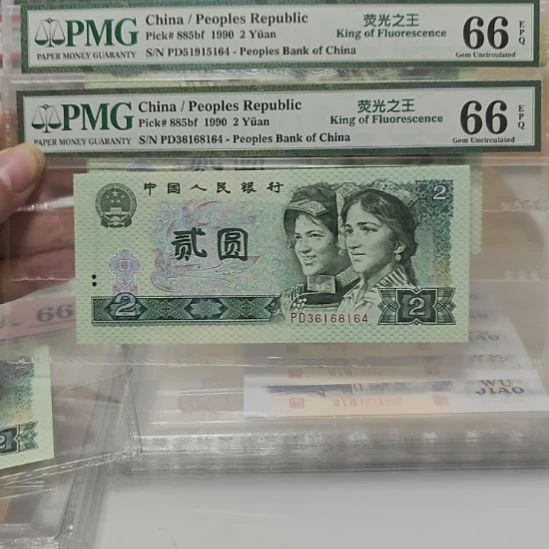 PMG
PAPER MONEY GUARANTY
China / Peoples Republic
Pick# 885bf 1990 2 Yüan
S/N PD51915164 - Peoples Bank of China
荧光之王
King of Fluorescence
66 EPQ
Gem Uncirculated
PMG
PAPER MONEY GUARANTY
China / Peoples Republic
Pick# 885bf 1990 2 Yüan
S/N PD36168164 - Peoples Bank of China
荧光之王
King of Fluorescence
66 EPQ
Gem Uncirculated
中国人民银行
2
贰圆
2
PD36168164
2
66
WU
JIAO
2